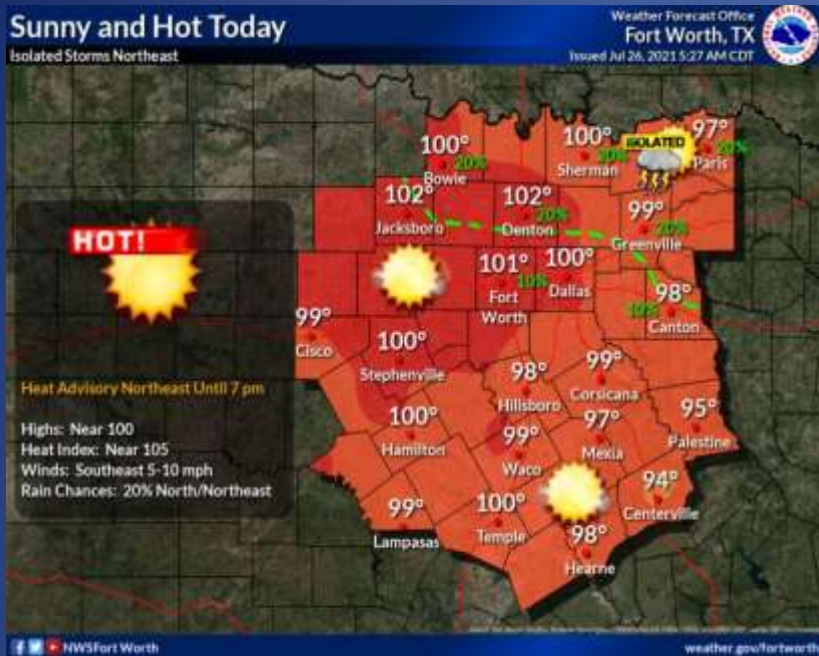 Sunny and Hot Today
Isolated Storms Northeast
Weather Forecast Office
Fort Worth, TX
Issued Jul 26, 2021 5:27 AM CDT
HOT!
Heat Advisory Northeast Until 7 pm
Highs: Near 100
Heat Index: Near 105
Winds: Southeast 5-10 mph
Rain Chances: 20% North/Northeast
100°
20%
Bowie
100°
20%
Sherman
ISOLATED
97°
20%
Paris
102°
Jacksboro
102°
20%
Denton
99°
20%
Greenville
101°
10%
Fort
Worth
100°
Dallas
98°
10%
Canton
99°
Cisco
100°
Stephenville
98°
Hillsboro
99°
Corsicana
100°
Hamilton
99°
Waco
97°
Mexia
95°
Palestine
99°
Lampasas
100°
Temple
94°
Centerville
98°
Hearne
NWSFort Worth
weather.gov/fortworth